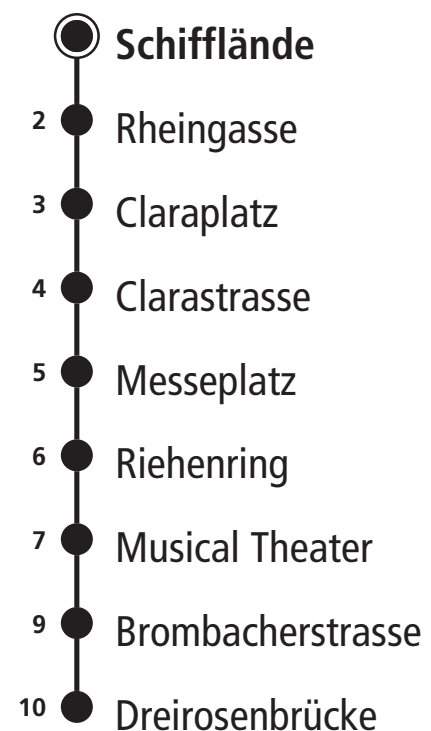 Schifflände
2 Rheingasse
3 Claraplatz
4 Clarastrasse
5 Messeplatz
6 Riehenring
7 Musical Theater
9 Brombacherstrasse
10 Dreirosenbrücke